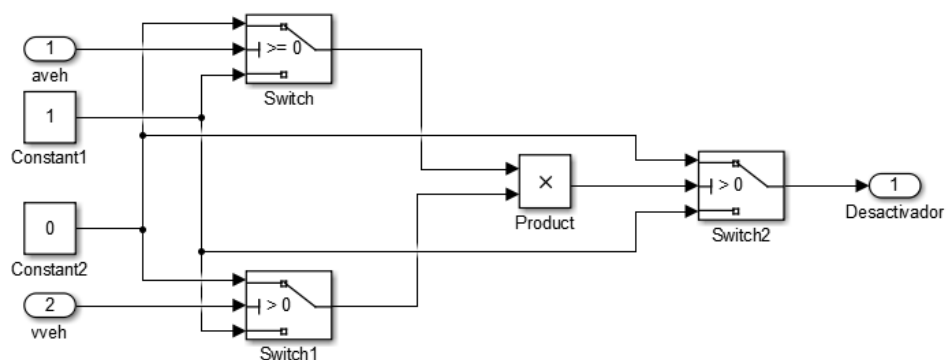 1
aveh
>= 0
Switch
1
Constant1
×
Product
> 0
Switch2
1
Desactivador
0
Constant2
2
vveh
> 0
Switch1